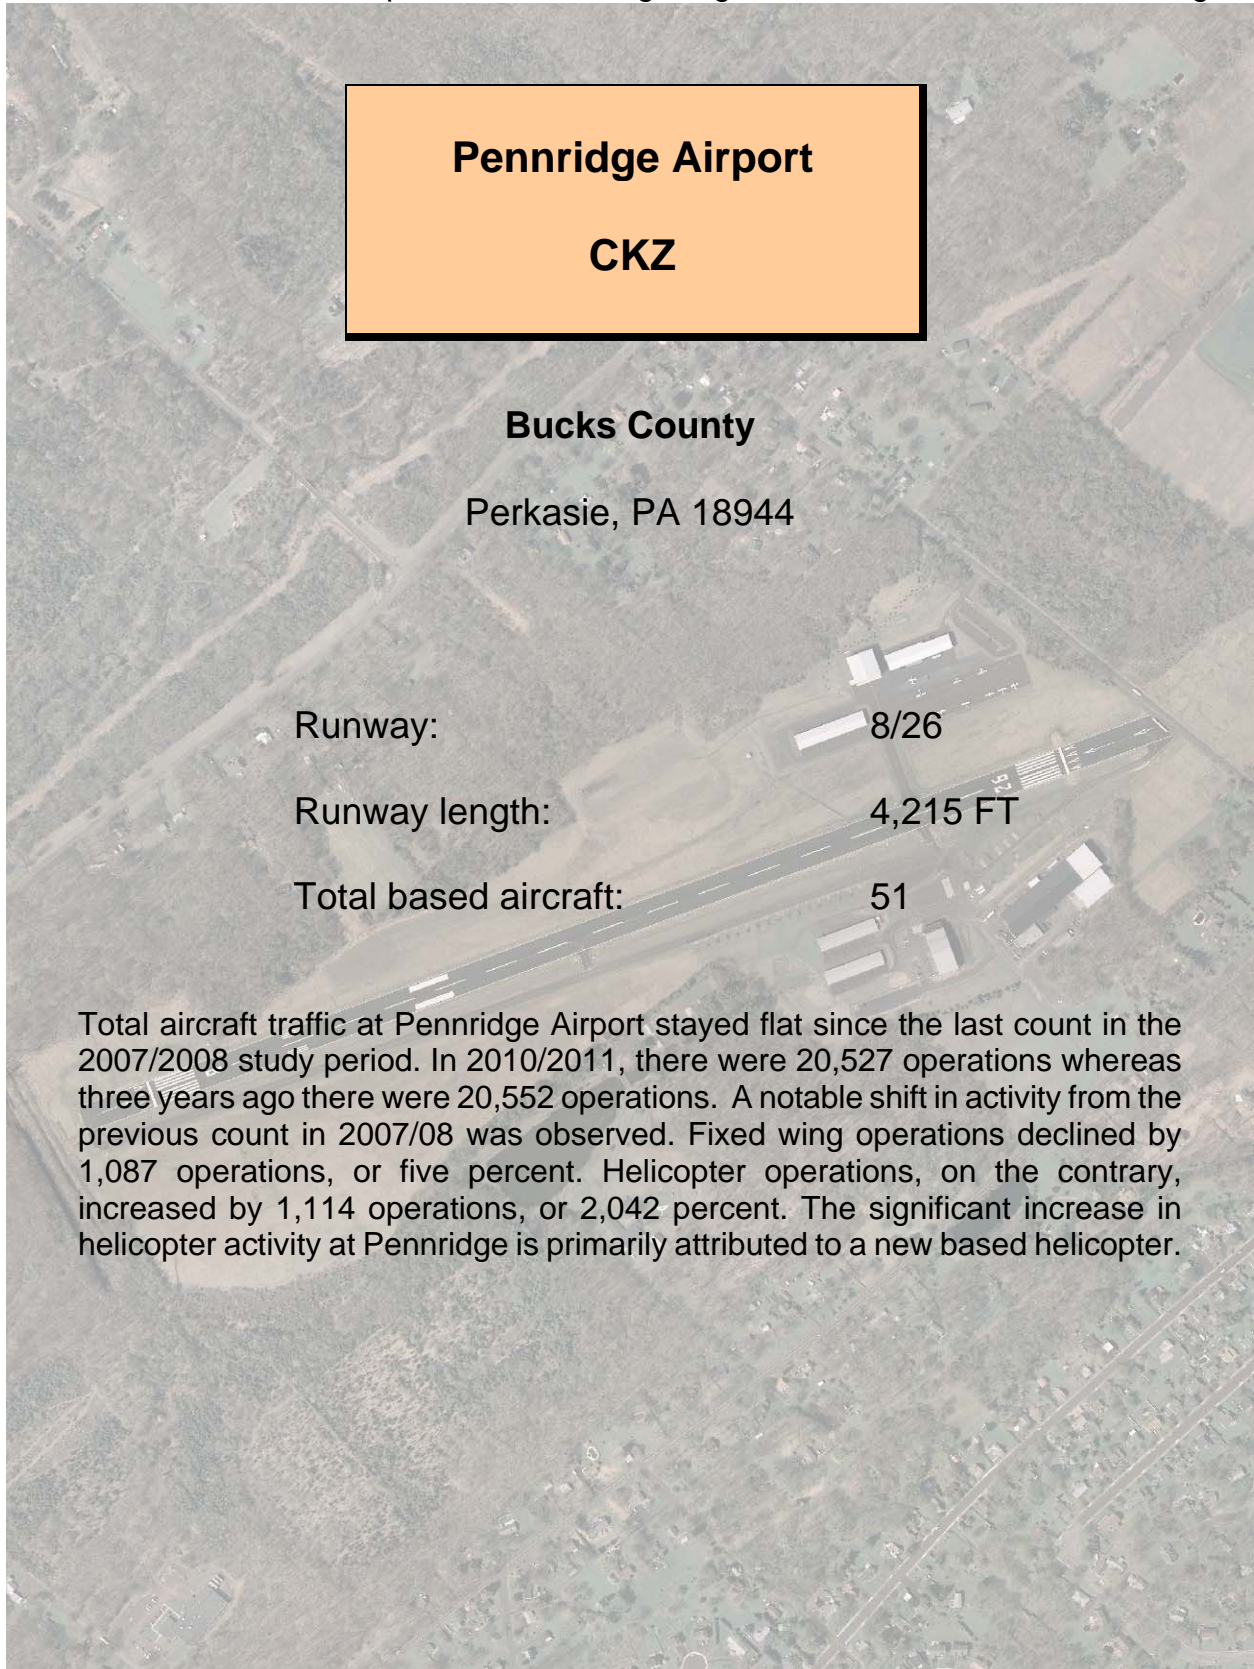 Pennridge Airport
CKZ
Bucks County
Perkasie, PA 18944
Runway: 8/26
Runway length: 4,215 FT
Total based aircraft: 51
26
Total aircraft traffic at Pennridge Airport stayed flat since the last count in the
2007/2008 study period. In 2010/2011, there were 20,527 operations whereas
three years ago there were 20,552 operations. A notable shift in activity from the
previous count in 2007/08 was observed. Fixed wing operations declined by
1,087 operations, or five percent. Helicopter operations, on the contrary,
increased by 1,114 operations, or 2,042 percent. The significant increase in
helicopter activity at Pennridge is primarily attributed to a new based helicopter.